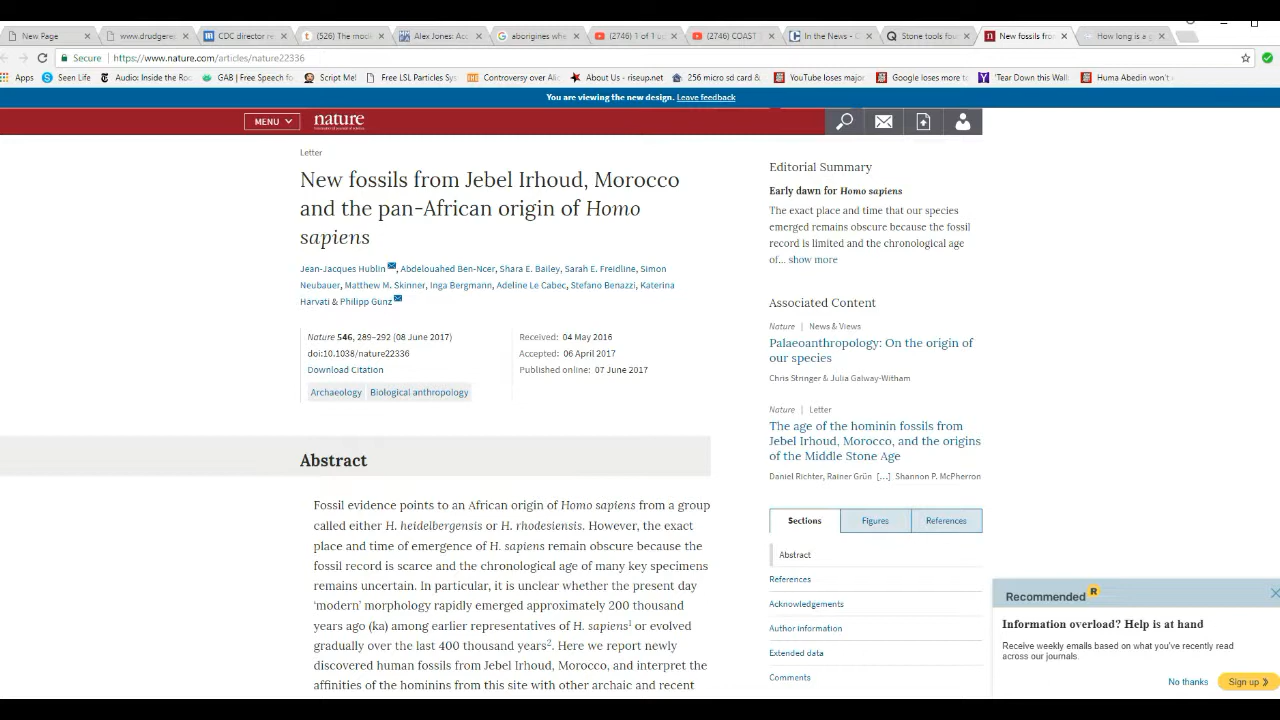 New Page
www.drudgere
CDC director re
(526) The mod
Alex Jones: Ac
aborigines whe
(2746) 1 of 1 u
(2746) COAST
In the News - C
Stone tools fou
New fossils fro
How long is a g
Secure
https://www.nature.com/articles/nature22336
Apps
Seen Life
Audio: Inside the Ro
GAB | Free Speech fo
Script Me!
Free LSL Particles Sy
Controversy over Ali
About Us - riseup.net
256 micro sd card &
YouTube loses major
Google loses more to
'Tear Down this Wall
Huma Abedin won't
You are viewing the new design. Leave feedback
MENU
nature
Letter
New fossils from Jebel Irhoud, Morocco
and the pan-African origin of Homo
sapiens
Jean-Jacques Hublin, Abdelouahed Ben-Ncer, Shara E. Bailey, Sarah E. Freidline, Simon
Neubauer, Matthew M. Skinner, Inga Bergmann, Adeline Le Cabec, Stefano Benazzi, Katerina
Harvati & Philipp Gunz
Nature 546, 289–292 (08 June 2017)
doi:10.1038/nature22336
Download Citation
Received: 04 May 2016
Accepted: 06 April 2017
Published online: 07 June 2017
Archaeology
Biological anthropology
Abstract
Fossil evidence points to an African origin of Homo sapiens from a group
called either H. heidelbergensis or H. rhodesiensis. However, the exact
place and time of emergence of H. sapiens remain obscure because the
fossil record is scarce and the chronological age of many key specimens
remains uncertain. In particular, it is unclear whether the present day
‘modern’ morphology rapidly emerged approximately 200 thousand
years ago (ka) among earlier representatives of H. sapiens1 or evolved
gradually over the last 400 thousand years2. Here we report newly
discovered human fossils from Jebel Irhoud, Morocco, and interpret the
affinities of the hominins from this site with other archaic and recent
Editorial Summary
Early dawn for Homo sapiens
The exact place and time that our species
emerged remains obscure because the fossil
record is limited and the chronological age
of… show more
Associated Content
Nature | News & Views
Palaeoanthropology: On the origin of
our species
Chris Stringer & Julia Galway-Witham
Nature | Letter
The age of the hominin fossils from
Jebel Irhoud, Morocco, and the origins
of the Middle Stone Age
Daniel Richter, Rainer Grün […] Shannon P. McPherron
Sections
Figures
References
Abstract
References
Acknowledgements
Author information
Extended data
Comments
Recommended R
Information overload? Help is at hand
Receive weekly emails based on what you've recently read
across our journals.
No thanks
Sign up